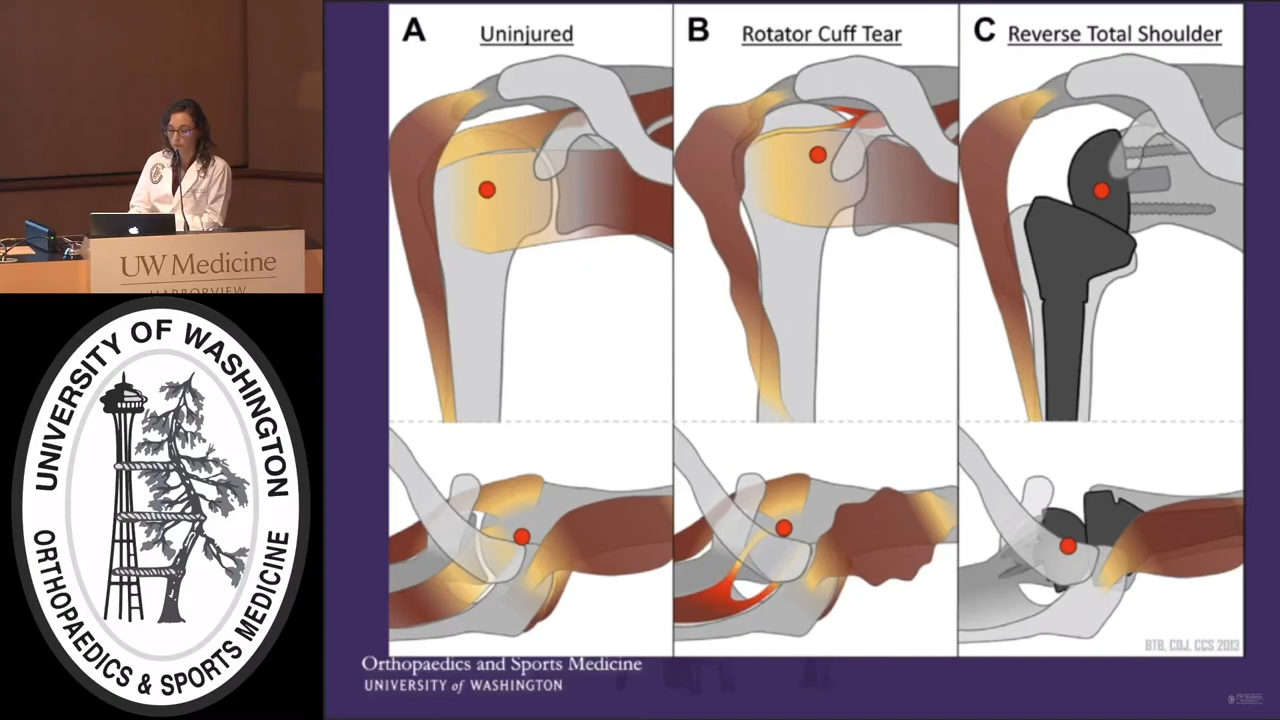 A Uninjured
B Rotator Cuff Tear
C Reverse Total Shoulder
UW Medicine
HARBORVIEW
UNIVERSITY OF WASHINGTON
ORTHOPAEDICS & SPORTS MEDICINE
BTB, CDJ, CCS 2013
Orthopaedics and Sports Medicine
UNIVERSITY of WASHINGTON